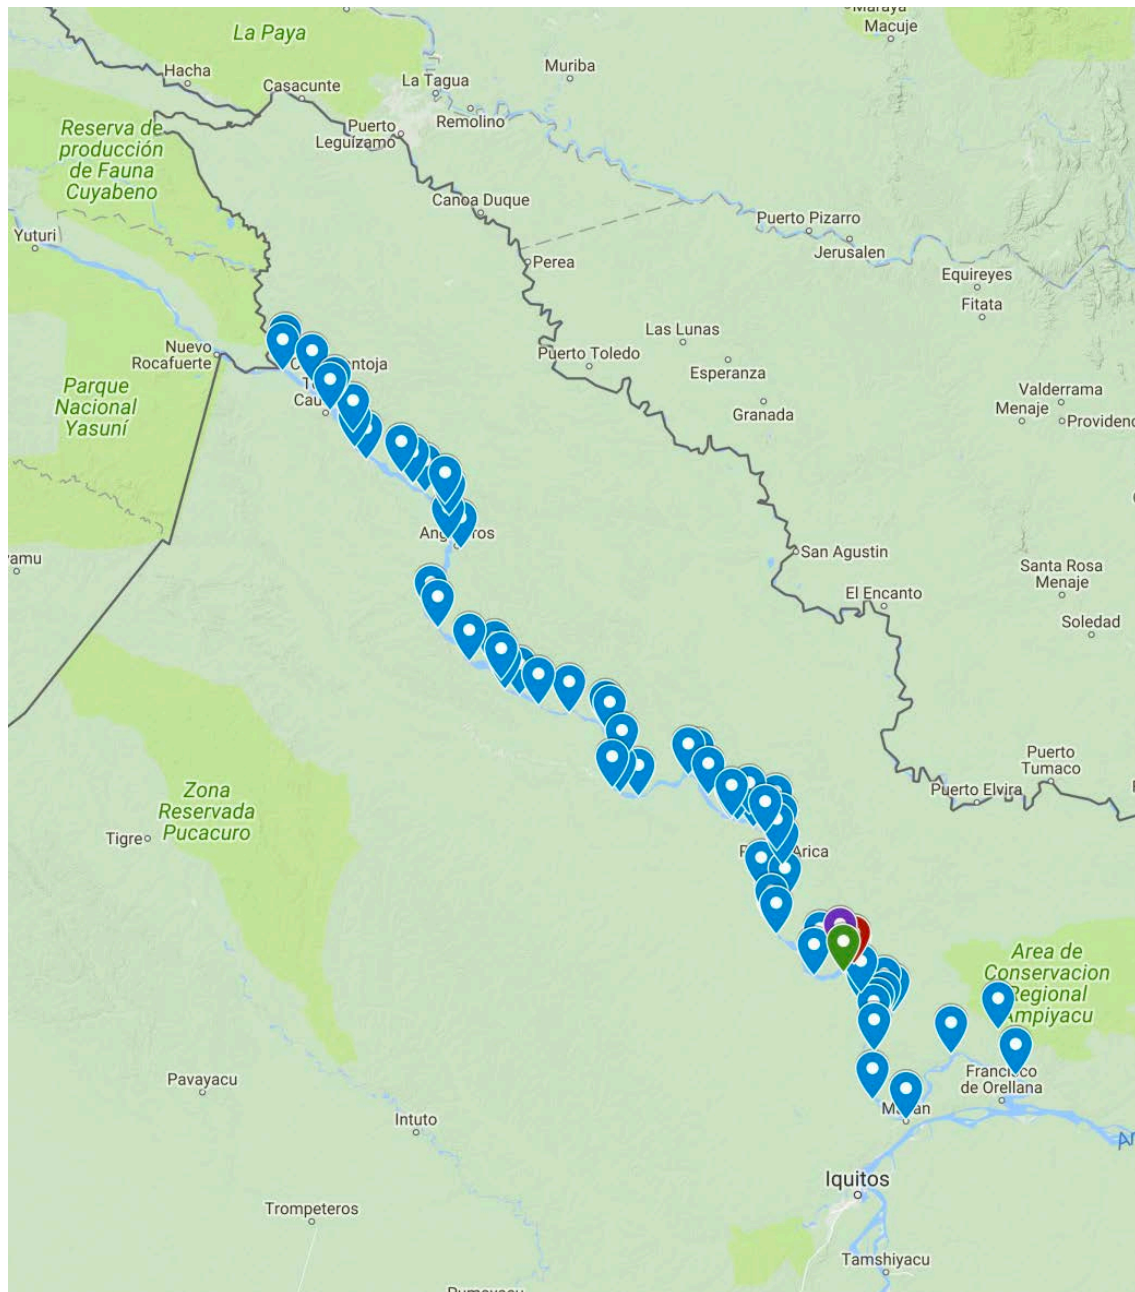 Macuje
La Paya
Hacha
Casacunte
La Tagua
Muriba
Remolino
Puerto
Leguízamo
Reserva de
producción
de Fauna
Cuyabeno
Canoa Duque
Yuturi
Puerto Pizarro
Jerusalen
Perea
Equireyes
Fitata
Nuevo
Rocafuerte
Las Lunas
Puerto Toledo
Esperanza
Parque
Nacional
Yasuní
Granada
Valderrama
Menaje
San Agustin
El Encanto
Santa Rosa
Menaje
Soledad
Puerto
Tumaco
Puerto Elvira
Zona
Reservada
Pucacuro
Tigre
Area de
Conservacion
Regional
Pavayacu
de Orellana
Intuto
Iquitos
Trompeteros
Tamshiyacu